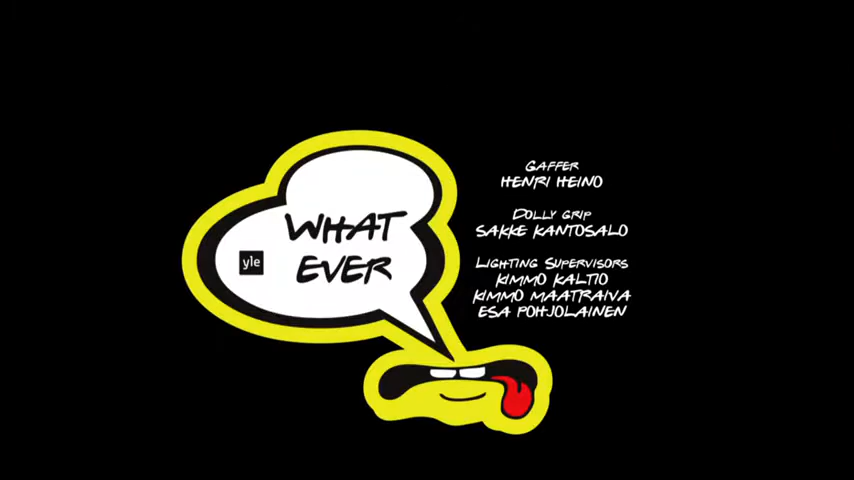 WHAT
EVER
yle
GAFFER
HENRI HEINO
DOLLY GRIP
SAKKE KANTOSALO
LIGHTING SUPERVISORS
KIMMO KALTIO
KIMMO MAATRAIVA
ESA POHJOLAINEN